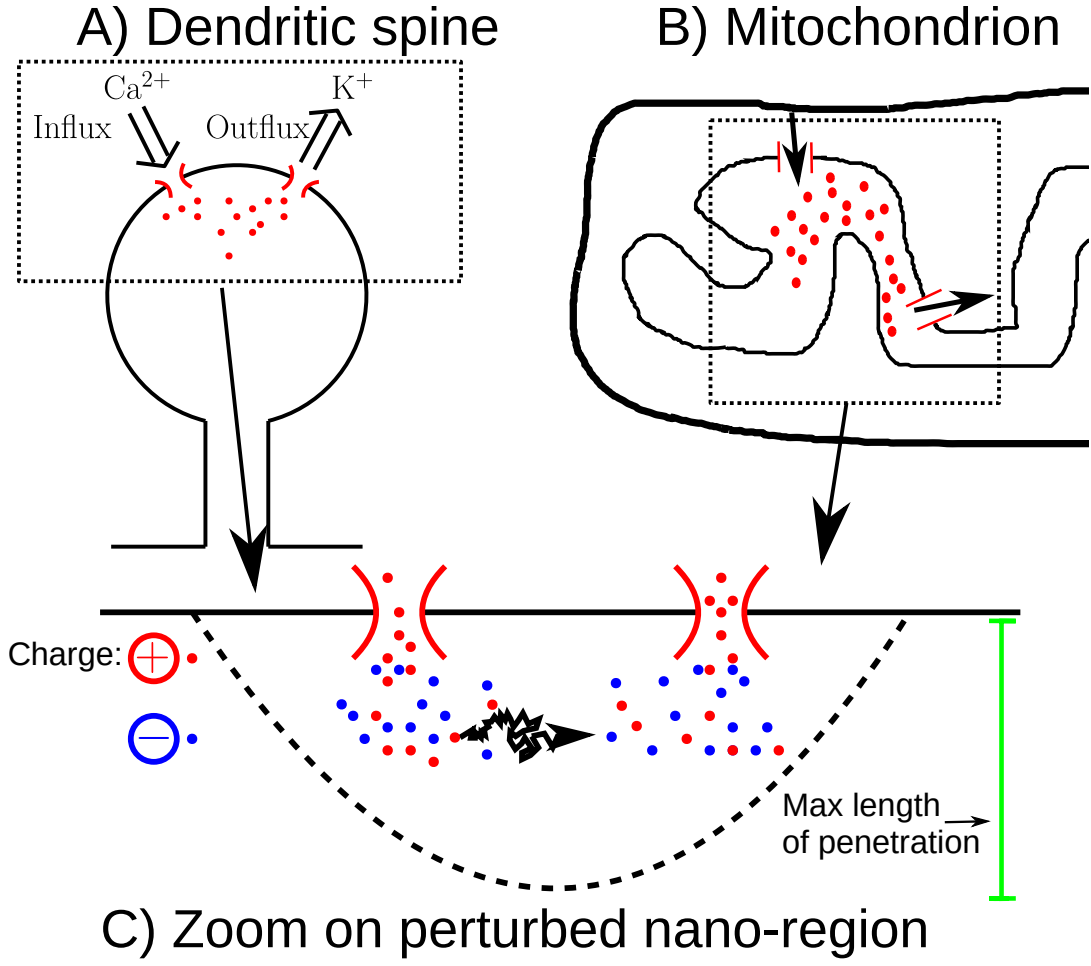 A) Dendritic spine
B) Mitochondrion
Ca²⁺
K⁺
Influx
Outflux
Charge:
+
−
Max length
of penetration
C) Zoom on perturbed nano-region